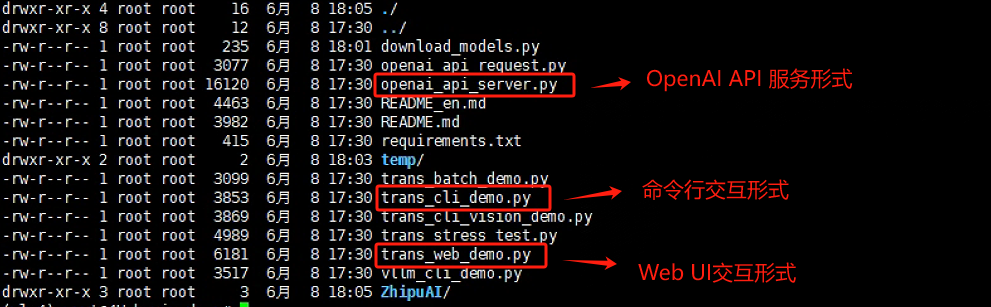 drwxr-xr-x 4 root root 16 6月 8 18:05 ./
drwxr-xr-x 8 root root 12 6月 8 17:30 ../
-rw-r--r-- 1 root root 235 6月 8 18:01 download_models.py
-rw-r--r-- 1 root root 3077 6月 8 17:30 openai_api_request.py
-rw-r--r-- 1 root root 16120 6月 8 17:30 openai_api_server.py OpenAI API 服务形式
-rw-r--r-- 1 root root 4463 6月 8 17:30 README_en.md
-rw-r--r-- 1 root root 3982 6月 8 17:30 README.md
-rw-r--r-- 1 root root 415 6月 8 17:30 requirements.txt
drwxr-xr-x 2 root root 2 6月 8 18:03 temp/
-rw-r--r-- 1 root root 3099 6月 8 17:30 trans_batch_demo.py
-rw-r--r-- 1 root root 3853 6月 8 17:30 trans_cli_demo.py 命令行交互形式
-rw-r--r-- 1 root root 3869 6月 8 17:30 trans_cli_vision_demo.py
-rw-r--r-- 1 root root 4989 6月 8 17:30 trans_stress_test.py
-rw-r--r-- 1 root root 6181 6月 8 17:30 trans_web_demo.py Web UI交互形式
-rw-r--r-- 1 root root 3517 6月 8 17:30 vllm_cli_demo.py
drwxr-xr-x 3 root root 3 6月 8 18:05 ZhipuAI/